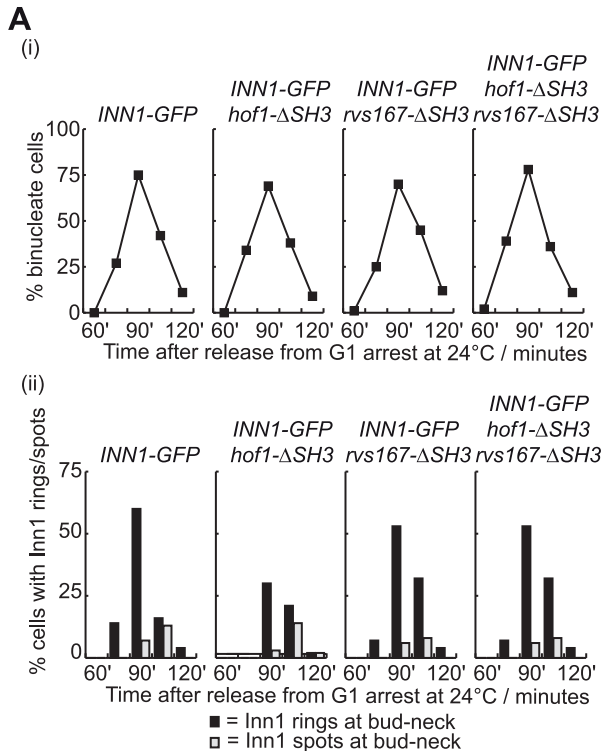 A
(i)
INN1-GFP
INN1-GFP
hof1-ΔSH3
INN1-GFP
rvs167-ΔSH3
INN1-GFP
hof1-ΔSH3
rvs167-ΔSH3
% binucleate cells
100
75
50
25
0
60' 90' 120' 60' 90' 120' 60' 90' 120' 60' 90' 120'
Time after release from G1 arrest at 24°C / minutes
(ii)
INN1-GFP
INN1-GFP
hof1-ΔSH3
INN1-GFP
rvs167-ΔSH3
INN1-GFP
hof1-ΔSH3
rvs167-ΔSH3
% cells with Inn1 rings/spots
75
50
25
0
60' 90' 120' 60' 90' 120' 60' 90' 120' 60' 90' 120'
Time after release from G1 arrest at 24°C / minutes
= Inn1 rings at bud-neck
= Inn1 spots at bud-neck